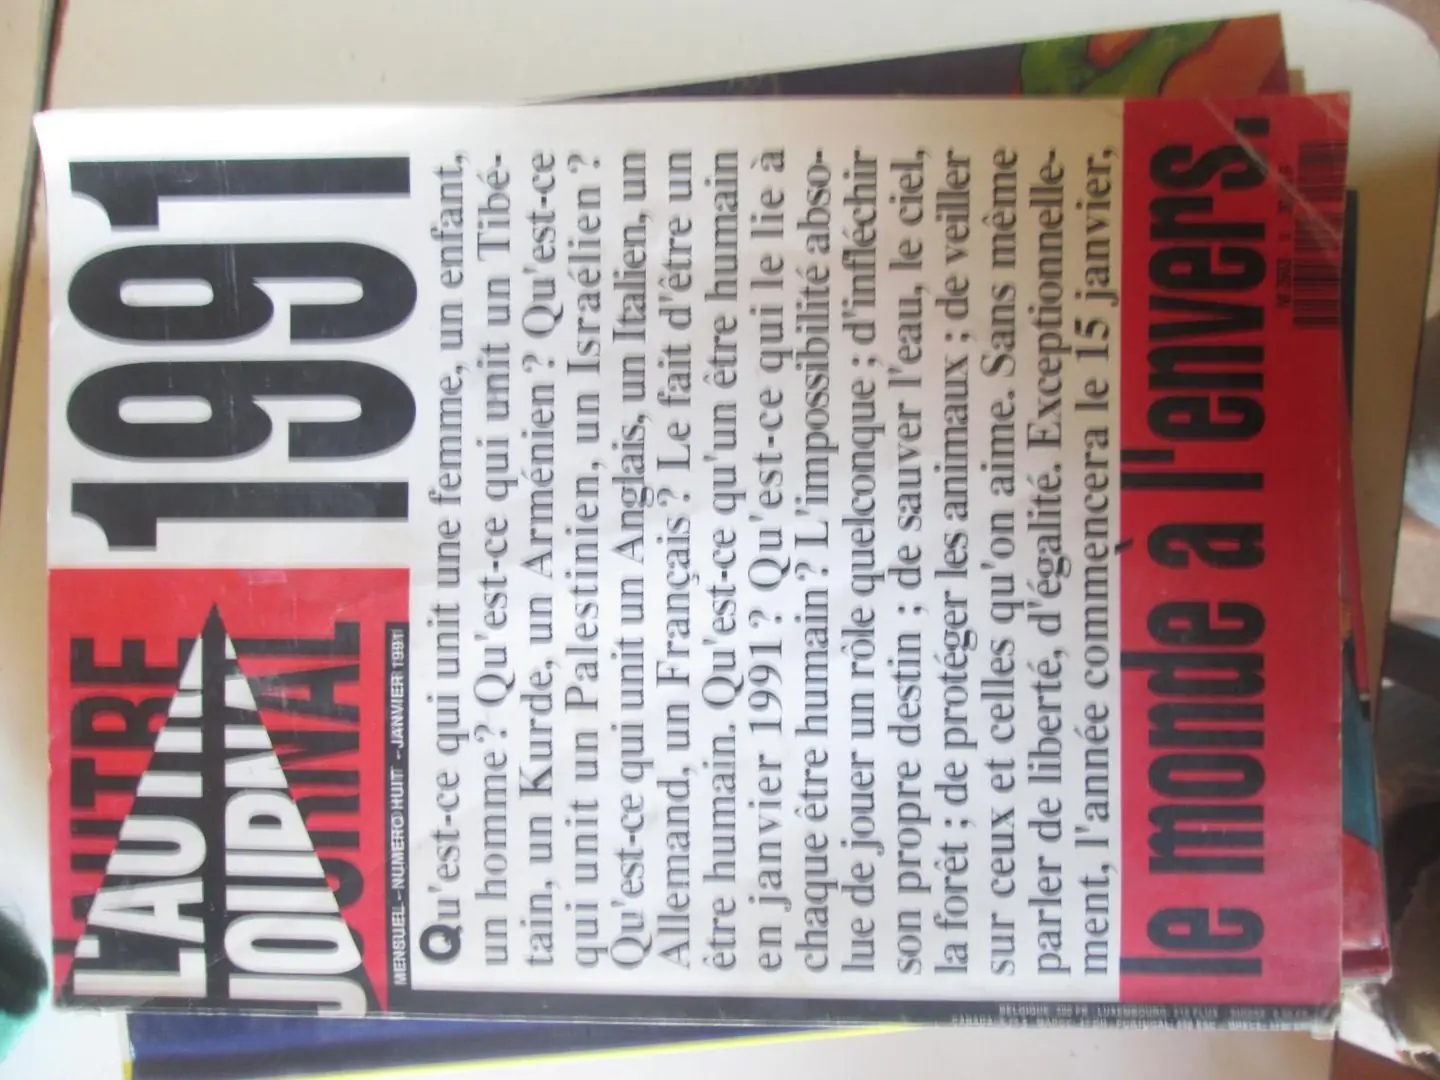 L'AUTRE
JOURNAL
1991
MENSUEL - NUMERO HUIT - JANVIER 1991
Qu'est-ce qui unit une femme, un enfant,
un homme? Qu'est-ce qui unit un Tibé-
tain, un Kurde, un Arménien? Qu'est-ce
qui unit un Palestinien, un Israélien ?
Qu'est-ce qui unit un Anglais, un Italien, un
Allemand, un Français? Le fait d'être un
être humain. Qu'est-ce qu'un être humain
en janvier 1991? Qu'est-ce qui le lie à
chaque être humain? L'impossibilité abso-
lue de jouer un rôle quelconque ; d'infléchir
son propre destin ; de sauver l'eau, le ciel,
la forêt ; de protéger les animaux ; de veiller
sur ceux et celles qu'on aime. Sans même
parler de liberté, d'égalité. Exceptionnelle-
ment, l'année commencera le 15 janvier,
le monde à l'envers.